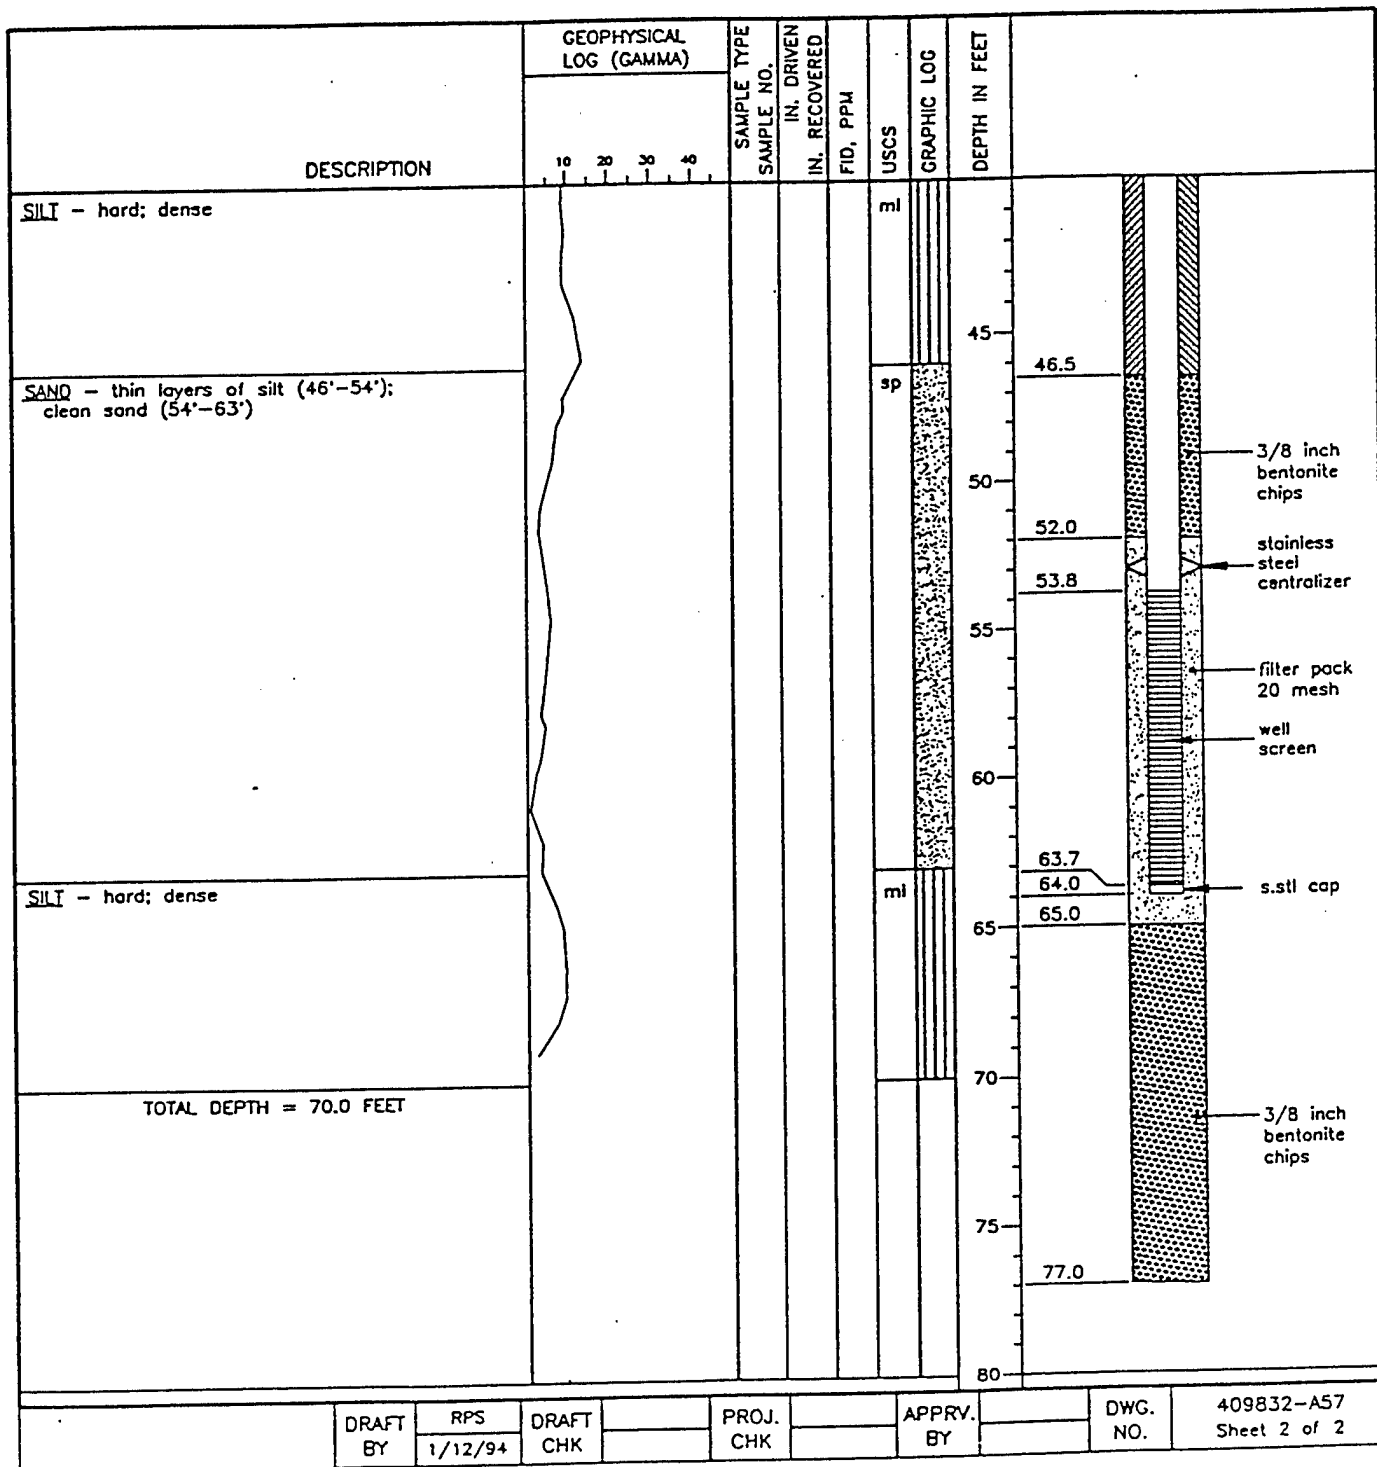 GEOPHYSICAL
LOG (GAMMA)
SAMPLE TYPE
SAMPLE NO.
IN. DRIVEN
IN. RECOVERED
FID, PPM
USCS
GRAPHIC LOG
DEPTH IN FEET
DESCRIPTION
10 20 30 40
SILT – hard; dense
ml
45
46.5
SAND – thin layers of silt (46'–54');
clean sand (54'–63')
sp
3/8 inch
bentonite
chips
50
52.0
stainless
steel
centralizer
53.8
55
filter pack
20 mesh
well
screen
60
63.7
64.0
s.stl cap
SILT – hard; dense
ml
65.0
65
70
TOTAL DEPTH = 70.0 FEET
3/8 inch
bentonite
chips
75
77.0
80
DRAFT
BY
RPS
1/12/94
DRAFT
CHK
PROJ.
CHK
APPRV.
BY
DWG.
NO.
409832–A57
Sheet 2 of 2